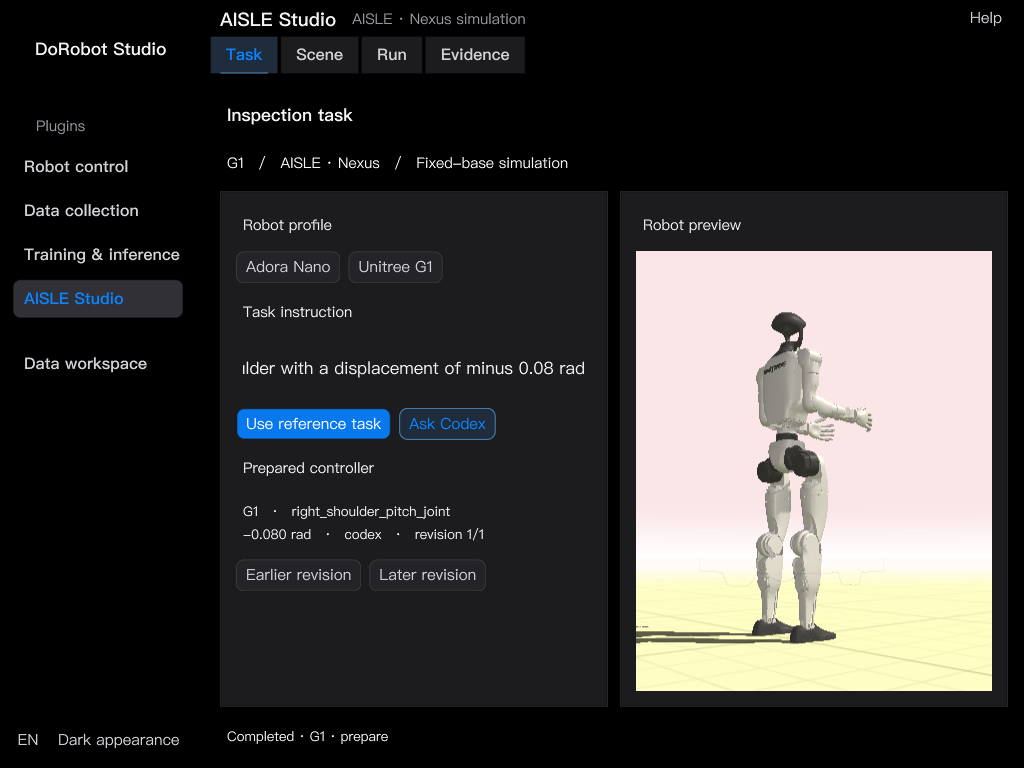 AISLE Studio AISLE · Nexus simulation
Help
DoRobot Studio
Task Scene Run Evidence
Plugins
Robot control
Data collection
Training & inference
AISLE Studio
Data workspace
EN Dark appearance
Inspection task
G1 / AISLE · Nexus / Fixed-base simulation
Robot profile
Adora Nano Unitree G1
Task instruction
with a displacement of minus 0.08 rad
Use reference task Ask Codex
Prepared controller
G1 · right_shoulder_pitch_joint
−0.080 rad · codex · revision 1/1
Earlier revision Later revision
Robot preview
Completed · G1 · prepare